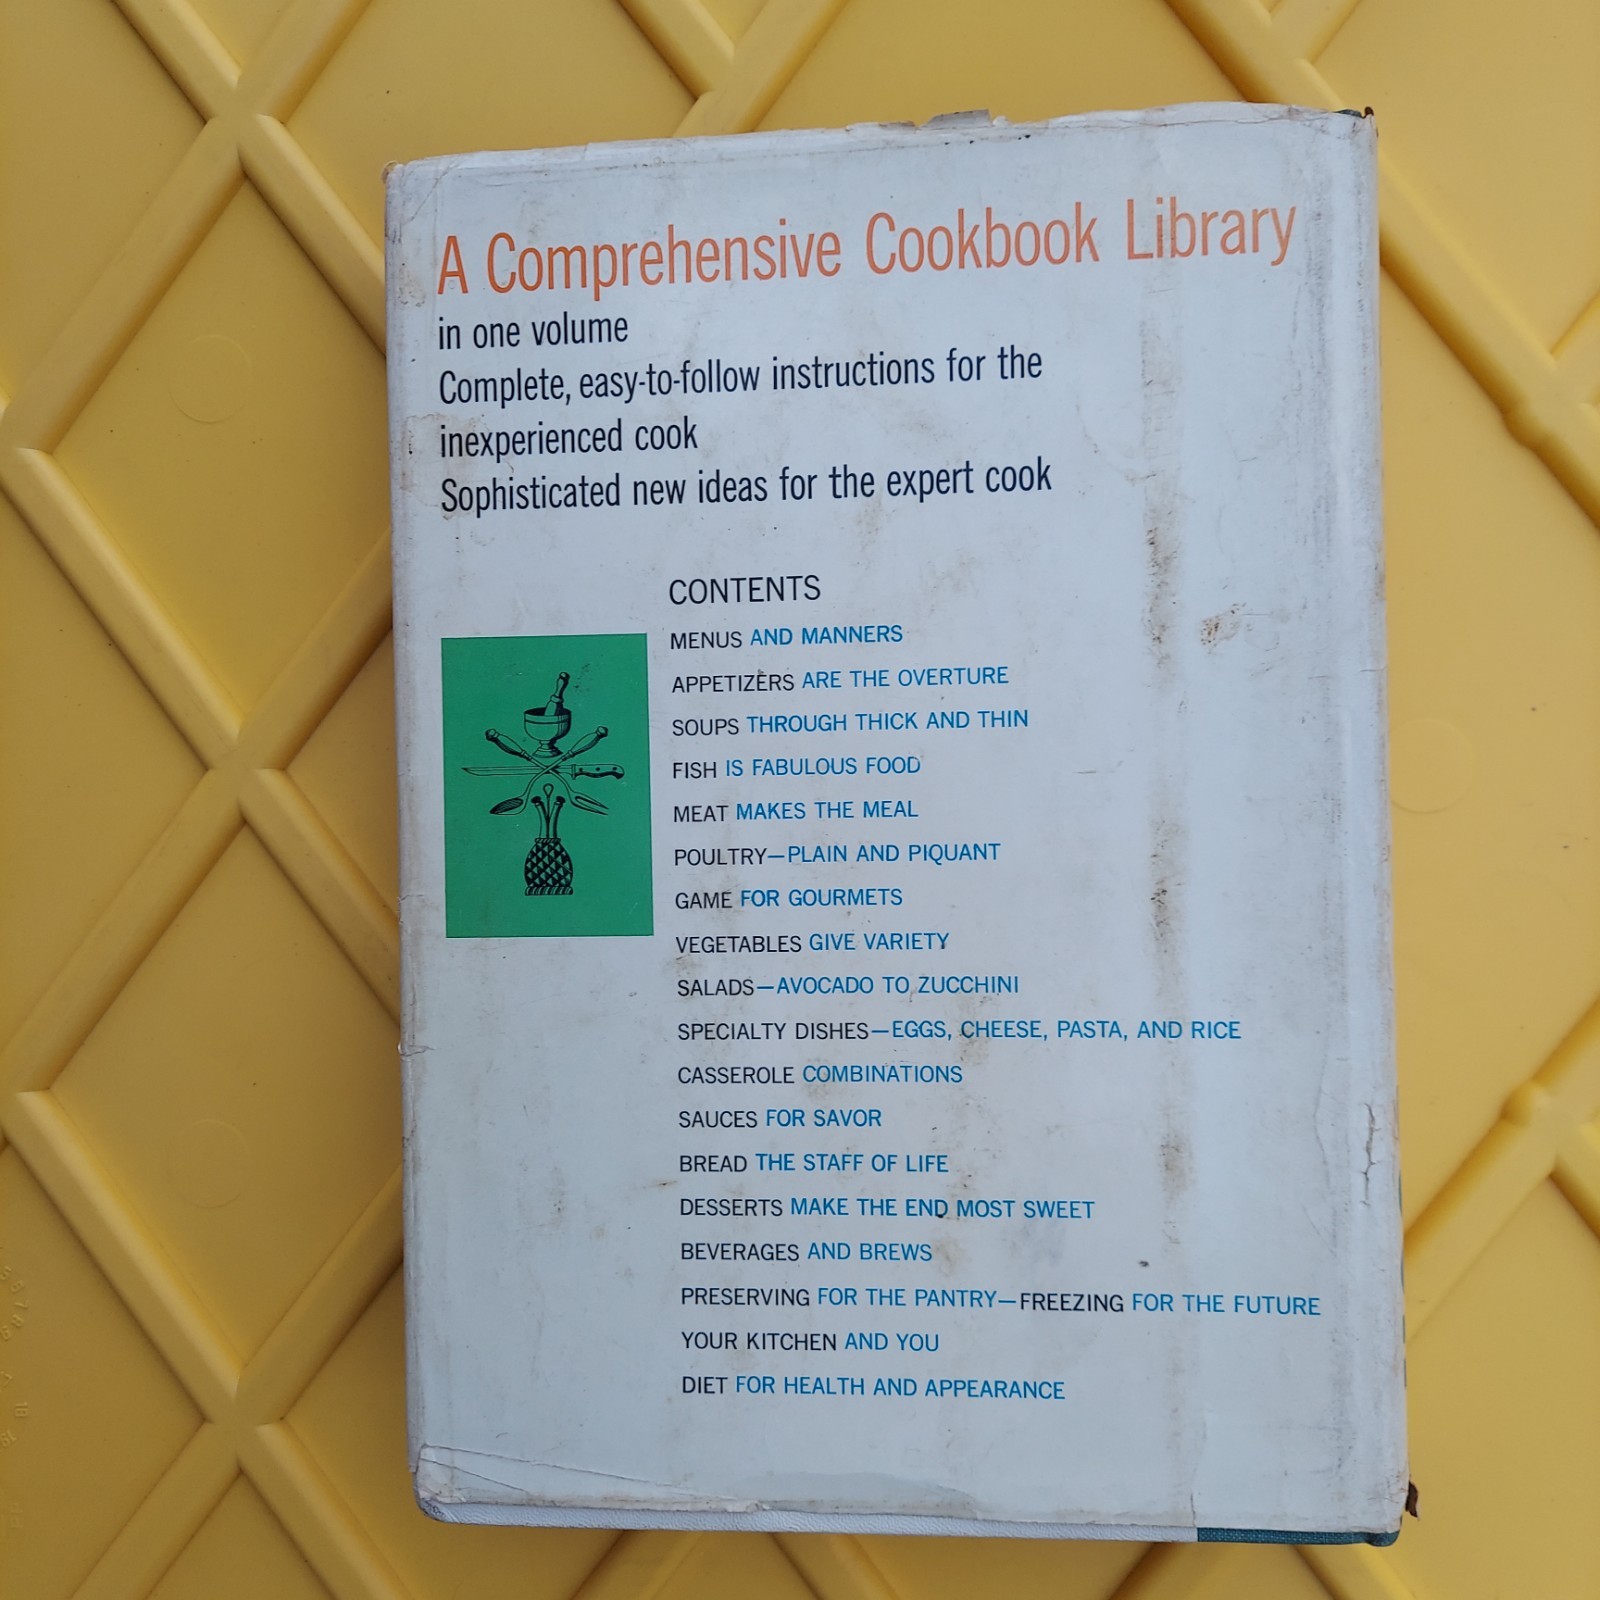 A Comprehensive Cookbook Library
in one volume
Complete, easy-to-follow instructions for the
inexperienced cook
Sophisticated new ideas for the expert cook
CONTENTS
MENUS AND MANNERS
APPETIZERS ARE THE OVERTURE
SOUPS THROUGH THICK AND THIN
FISH IS FABULOUS FOOD
MEAT MAKES THE MEAL
POULTRY—PLAIN AND PIQUANT
GAME FOR GOURMETS
VEGETABLES GIVE VARIETY
SALADS—AVOCADO TO ZUCCHINI
SPECIALTY DISHES—EGGS, CHEESE, PASTA, AND RICE
CASSEROLE COMBINATIONS
SAUCES FOR SAVOR
BREAD THE STAFF OF LIFE
DESSERTS MAKE THE END MOST SWEET
BEVERAGES AND BREWS
PRESERVING FOR THE PANTRY—FREEZING FOR THE FUTURE
YOUR KITCHEN AND YOU
DIET FOR HEALTH AND APPEARANCE